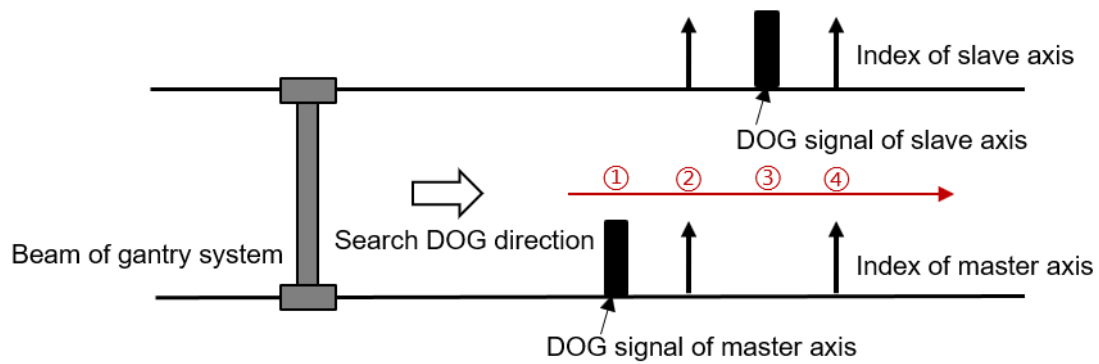 Index of slave axis
DOG signal of slave axis
① ② ③ ④
Search DOG direction
Beam of gantry system
Index of master axis
DOG signal of master axis